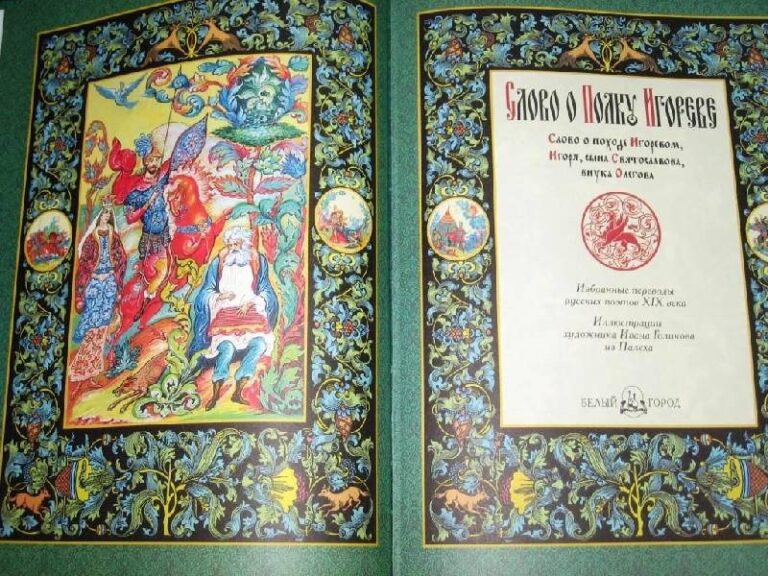 Слово о Полку Игореве
Слово о походе Игоревом,
Игоря, сына Святославова,
внука Олегова
Избранные переводы
русских поэтов XIX века
Иллюстрации
художника Ивана Голикова
из Палеха
БЕЛЫЙ ГОРОД